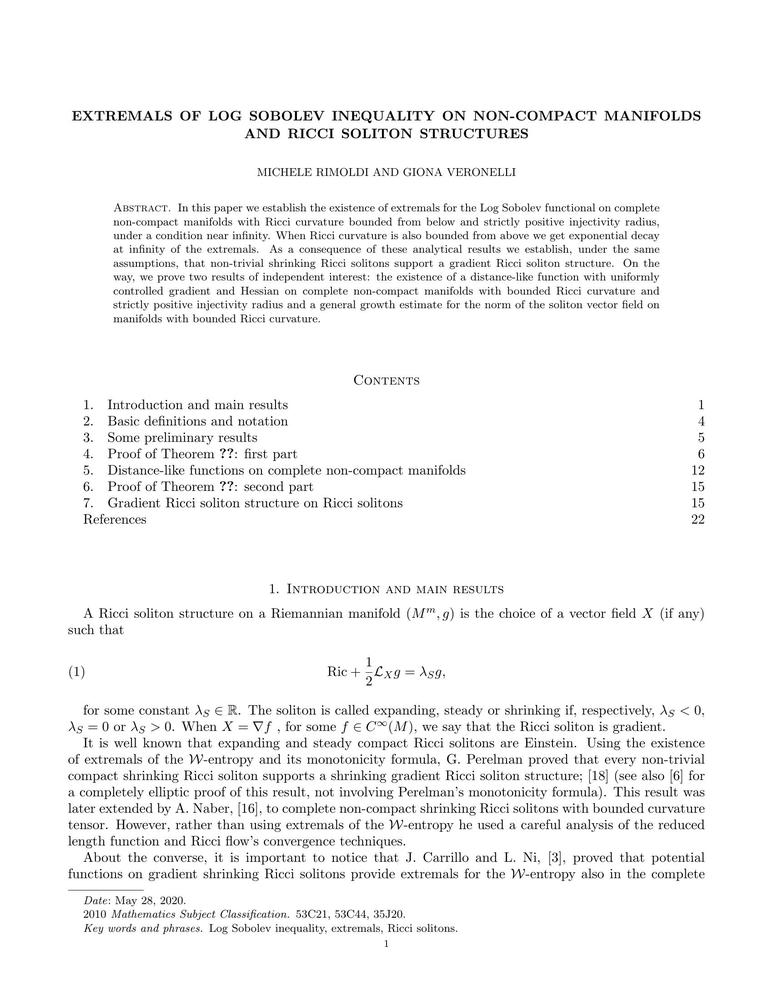 EXTREMALS OF LOG SOBOLEV INEQUALITY ON NON-COMPACT MANIFOLDS
AND RICCI SOLITON STRUCTURES
MICHELE RIMOLDI AND GIONA VERONELLI
Abstract. In this paper we establish the existence of extremals for the Log Sobolev functional on complete
non-compact manifolds with Ricci curvature bounded from below and strictly positive injectivity radius,
under a condition near infinity. When Ricci curvature is also bounded from above we get exponential decay
at infinity of the extremals. As a consequence of these analytical results we establish, under the same
assumptions, that non-trivial shrinking Ricci solitons support a gradient Ricci soliton structure. On the
way, we prove two results of independent interest: the existence of a distance-like function with uniformly
controlled gradient and Hessian on complete non-compact manifolds with bounded Ricci curvature and
strictly positive injectivity radius and a general growth estimate for the norm of the soliton vector field on
manifolds with bounded Ricci curvature.
Contents
1. Introduction and main results 1
2. Basic definitions and notation 4
3. Some preliminary results 5
4. Proof of Theorem ??: first part 6
5. Distance-like functions on complete non-compact manifolds 12
6. Proof of Theorem ??: second part 15
7. Gradient Ricci soliton structure on Ricci solitons 15
References 22
1. Introduction and main results
A Ricci soliton structure on a Riemannian manifold (M^m, g) is the choice of a vector field X (if any)
such that
(1) Ric + \frac{1}{2}ℒ_X g = λ_S g,
for some constant λ_S ∈ ℝ. The soliton is called expanding, steady or shrinking if, respectively, λ_S < 0,
λ_S = 0 or λ_S > 0. When X = ∇f , for some f ∈ C^∞(M), we say that the Ricci soliton is gradient.
It is well known that expanding and steady compact Ricci solitons are Einstein. Using the existence
of extremals of the 𝒲-entropy and its monotonicity formula, G. Perelman proved that every non-trivial
compact shrinking Ricci soliton supports a shrinking gradient Ricci soliton structure; [18] (see also [6] for
a completely elliptic proof of this result, not involving Perelman's monotonicity formula). This result was
later extended by A. Naber, [16], to complete non-compact shrinking Ricci solitons with bounded curvature
tensor. However, rather than using extremals of the 𝒲-entropy he used a careful analysis of the reduced
length function and Ricci flow's convergence techniques.
About the converse, it is important to notice that J. Carrillo and L. Ni, [3], proved that potential
functions on gradient shrinking Ricci solitons provide extremals for the 𝒲-entropy also in the complete
Date: May 28, 2020.
2010 Mathematics Subject Classification. 53C21, 53C44, 35J20.
Key words and phrases. Log Sobolev inequality, extremals, Ricci solitons.
1